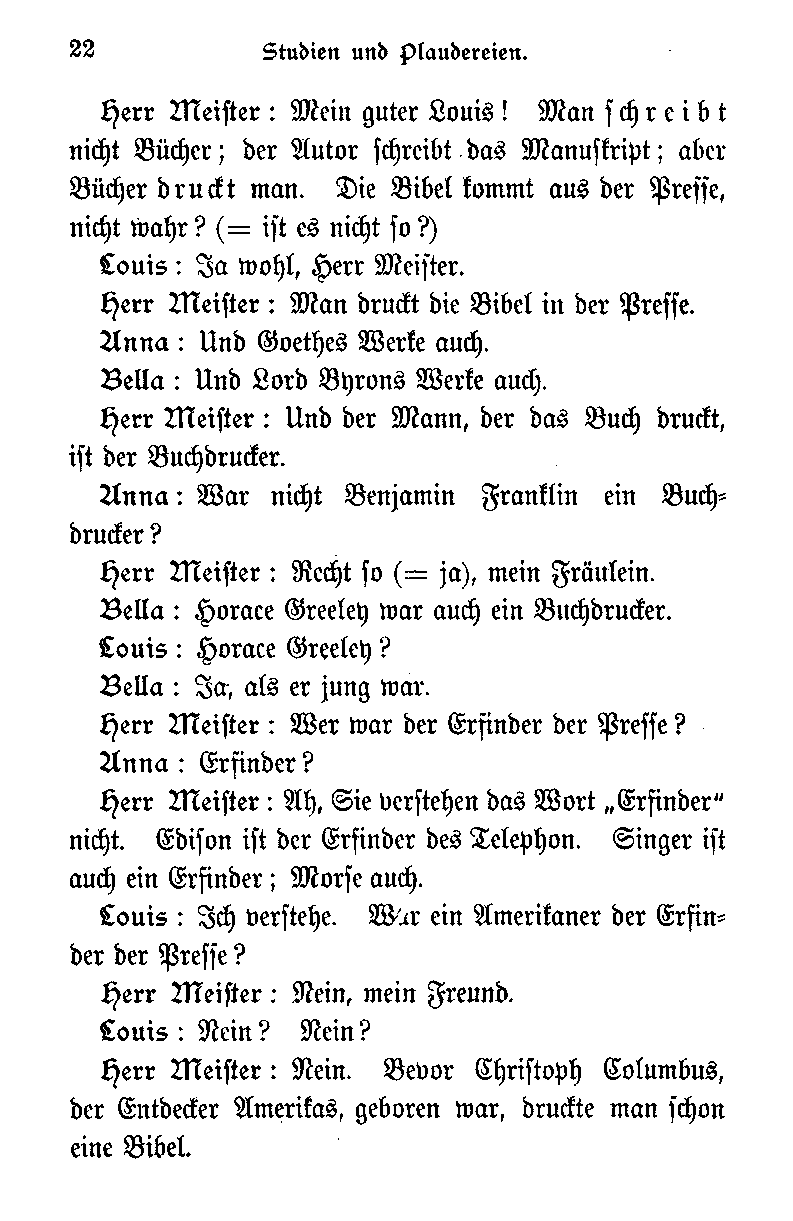 22 Studien und Plaudereien.
Herr Meister : Mein guter Louis ! Man s c h r e i b t
nicht Bücher ; der Autor schreibt das Manuskript ; aber
Bücher d r u c k t man. Die Bibel kommt aus der Presse,
nicht wahr ? (= ist es nicht so ?)
Louis : Ja wohl, Herr Meister.
Herr Meister : Man druckt die Bibel in der Presse.
Anna : Und Goethes Werke auch.
Bella : Und Lord Byrons Werke auch.
Herr Meister : Und der Mann, der das Buch druckt,
ist der Buchdrucker.
Anna : War nicht Benjamin Franklin ein Buch=
drucker ?
Herr Meister : Recht so (= ja), mein Fräulein.
Bella : Horace Greeley war auch ein Buchdrucker.
Louis : Horace Greeley ?
Bella : Ja, als er jung war.
Herr Meister : Wer war der Erfinder der Presse ?
Anna : Erfinder ?
Herr Meister : Ah, Sie verstehen das Wort „Erfinder"
nicht. Edison ist der Erfinder des Telephon. Singer ist
auch ein Erfinder ; Morse auch.
Louis : Ich verstehe. War ein Amerikaner der Erfin=
der der Presse ?
Herr Meister : Nein, mein Freund.
Louis : Nein ? Nein ?
Herr Meister : Nein. Bevor Christoph Columbus,
der Entdecker Amerikas, geboren war, druckte man schon
eine Bibel.